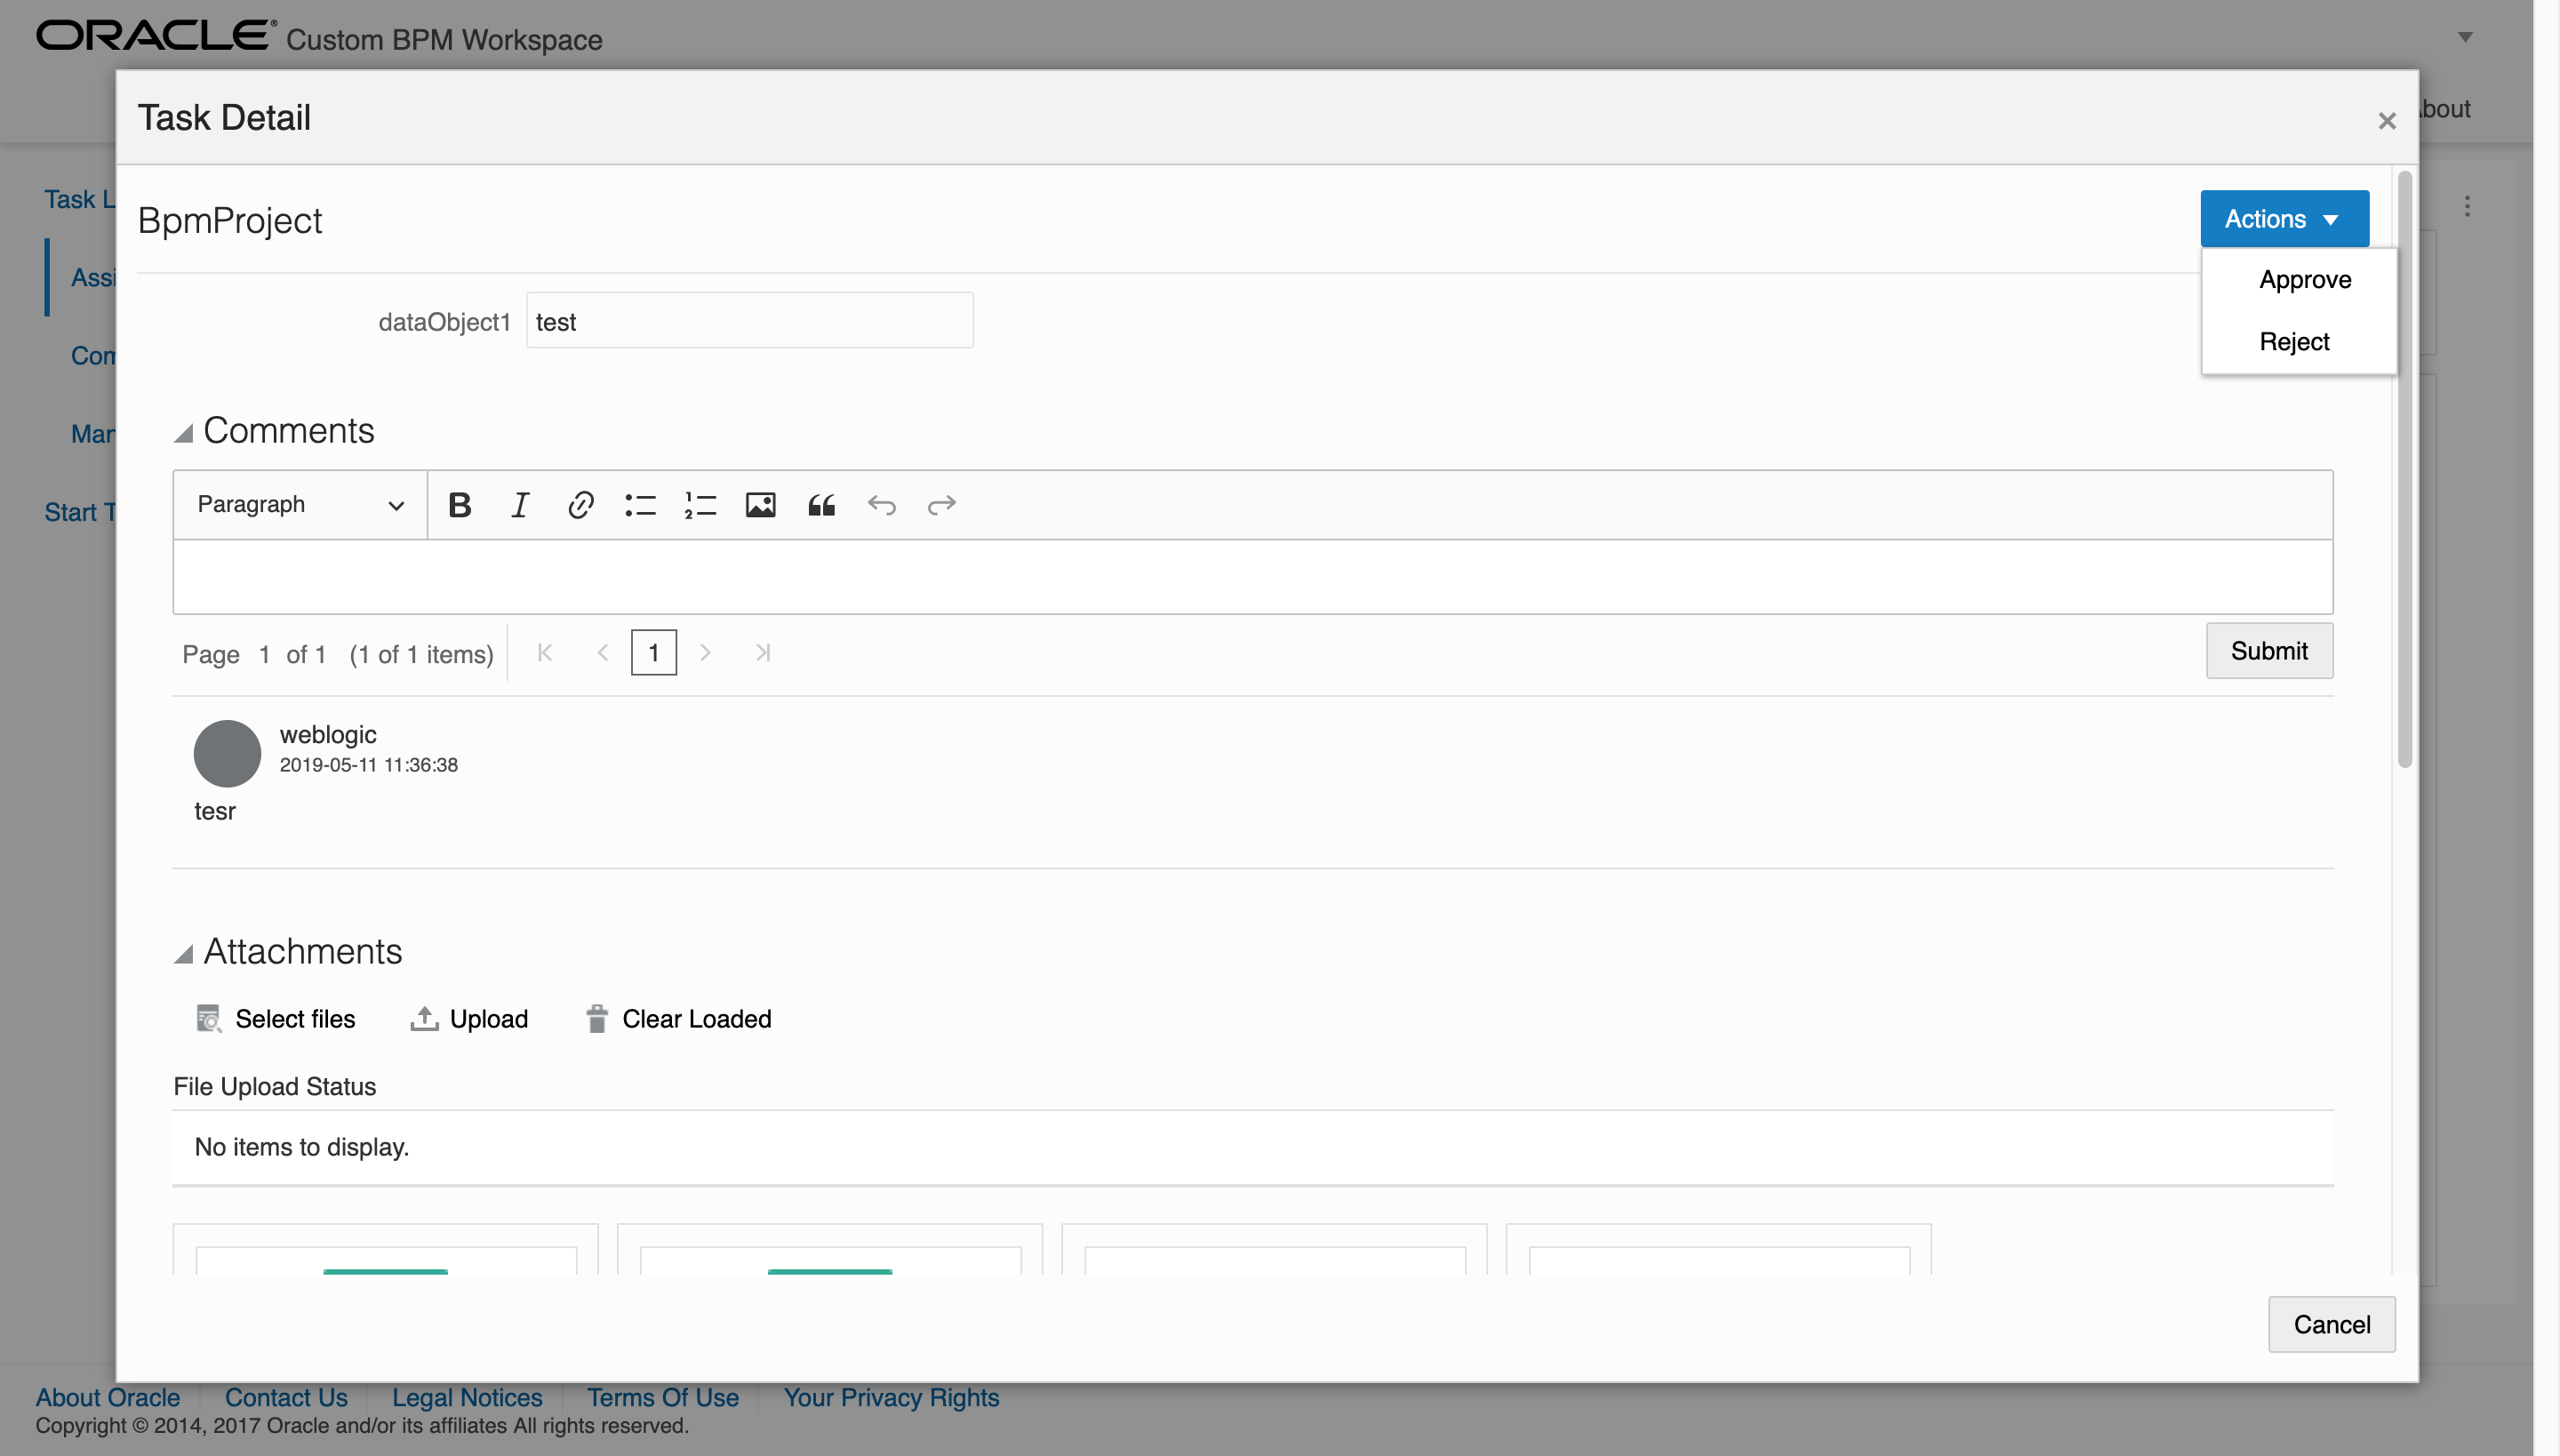 ORACLE® Custom BPM Workspace
Task Detail
×
About
Task L
BpmProject
Actions
Approve
Reject
Assi
dataObject1 test
Com
Comments
Man
Paragraph B I
Start T
Page 1 of 1 (1 of 1 items) 1
Submit
weblogic
2019-05-11 11:36:38
tesr
Attachments
Select files Upload Clear Loaded
File Upload Status
No items to display.
Cancel
About Oracle Contact Us Legal Notices Terms Of Use Your Privacy Rights
Copyright © 2014, 2017 Oracle and/or its affiliates All rights reserved.